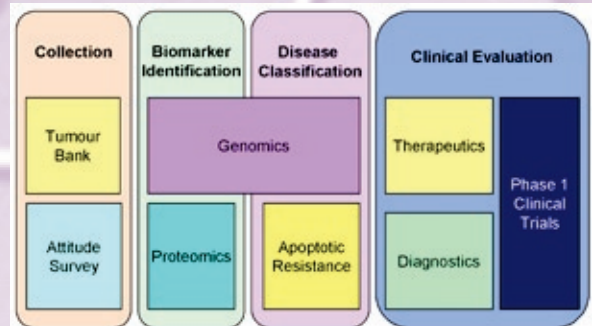 Collection
Tumour
Bank
Attitude
Survey
Biomarker
Identification
Disease
Classification
Genomics
Proteomics
Apoptotic
Resistance
Clinical Evaluation
Therapeutics
Diagnostics
Phase 1
Clinical
Trials